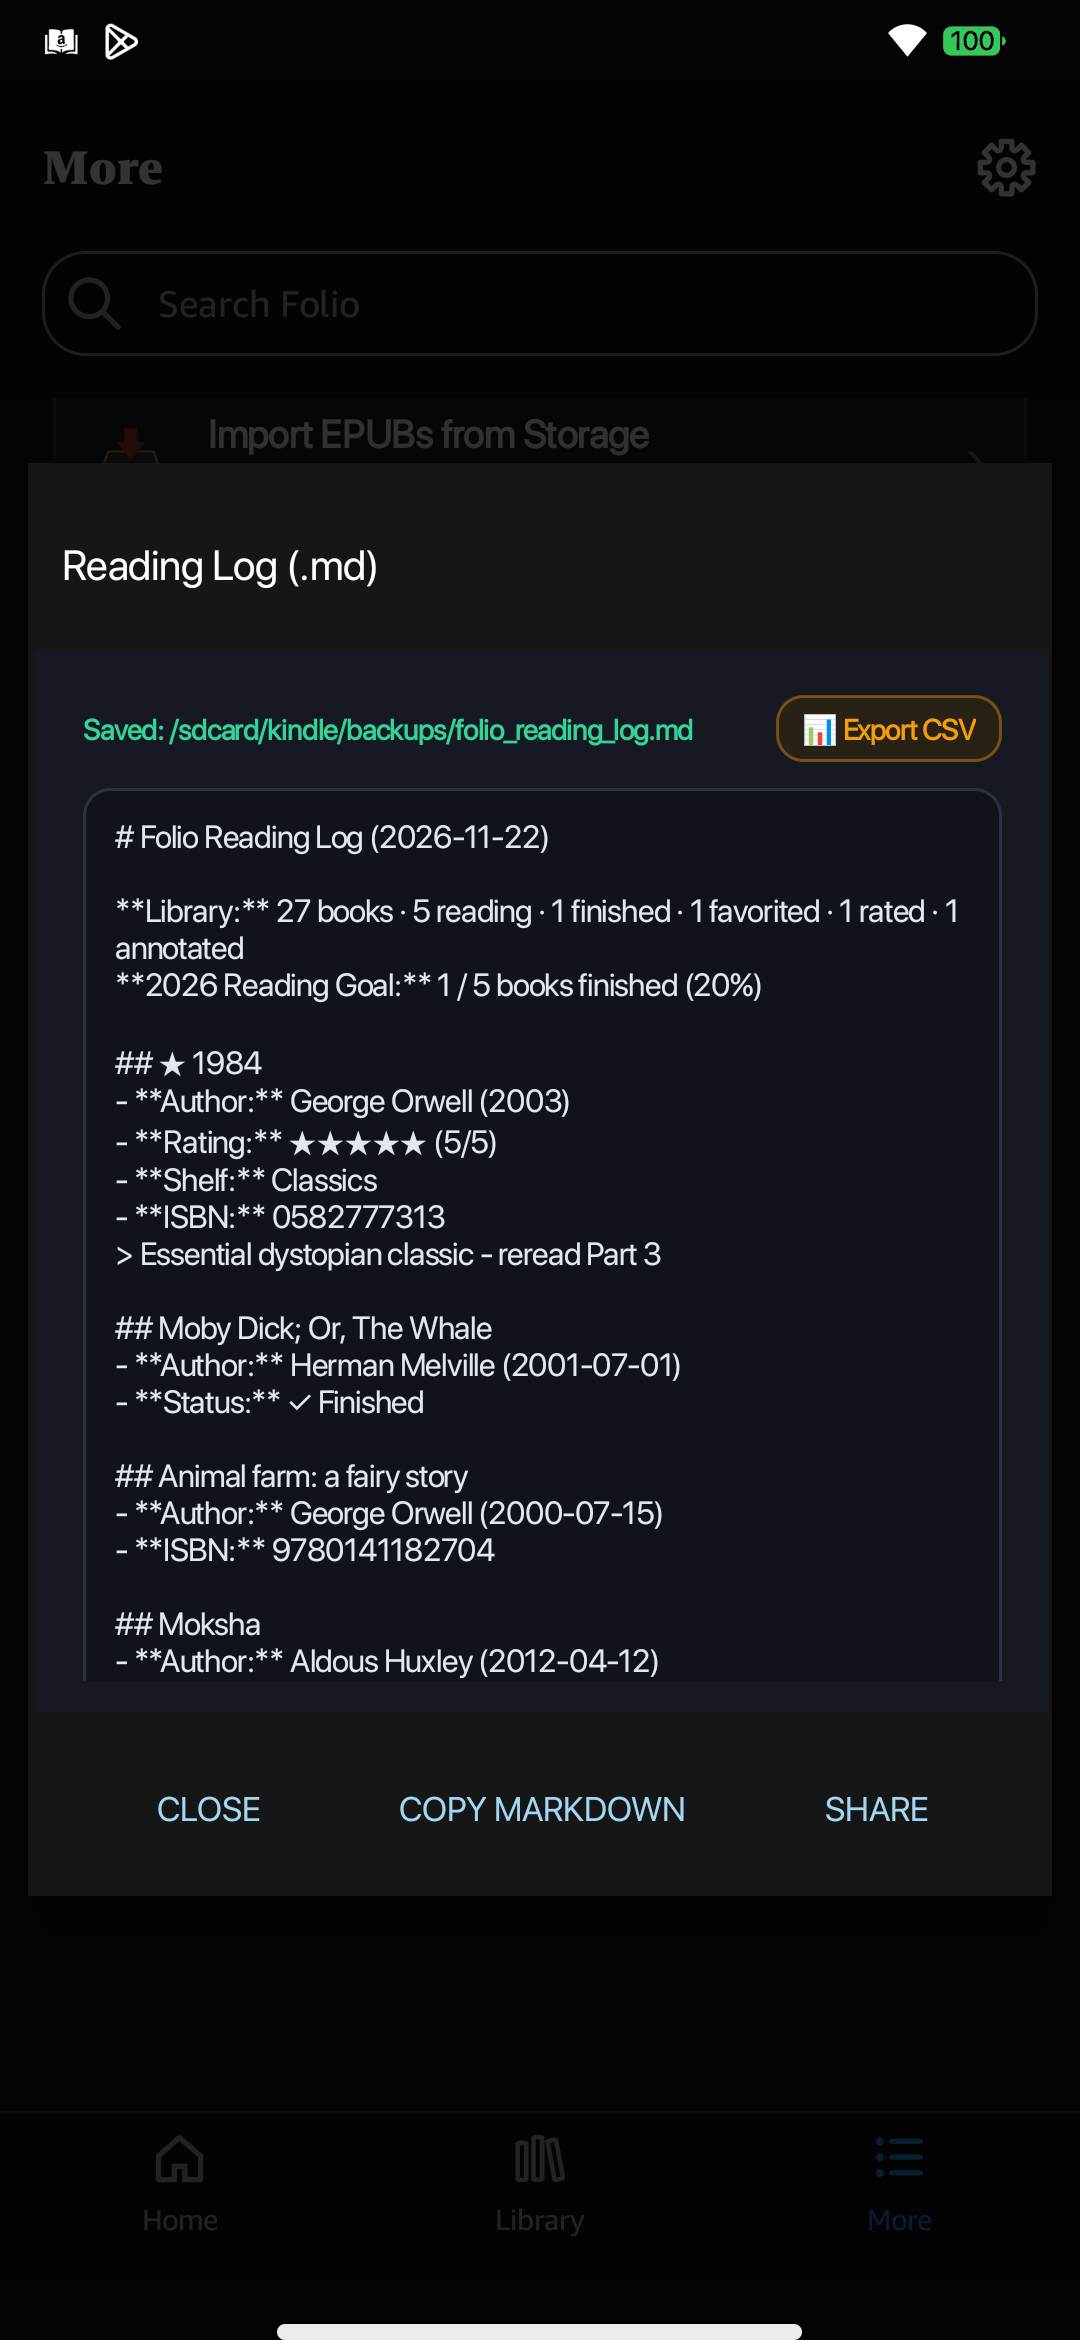 100
More
Search Folio
Import EPUBs from Storage
Reading Log (.md)
Saved: /sdcard/kindle/backups/folio_reading_log.md
📊 Export CSV
# Folio Reading Log (2026-11-22)
**Library:** 27 books · 5 reading · 1 finished · 1 favorited · 1 rated · 1
annotated
**2026 Reading Goal:** 1 / 5 books finished (20%)
## ★ 1984
- **Author:** George Orwell (2003)
- **Rating:** ★★★★★ (5/5)
- **Shelf:** Classics
- **ISBN:** 0582777313
> Essential dystopian classic - reread Part 3
## Moby Dick; Or, The Whale
- **Author:** Herman Melville (2001-07-01)
- **Status:** ✓ Finished
## Animal farm: a fairy story
- **Author:** George Orwell (2000-07-15)
- **ISBN:** 9780141182704
## Moksha
- **Author:** Aldous Huxley (2012-04-12)
CLOSE
COPY MARKDOWN
SHARE
Home
Library
More